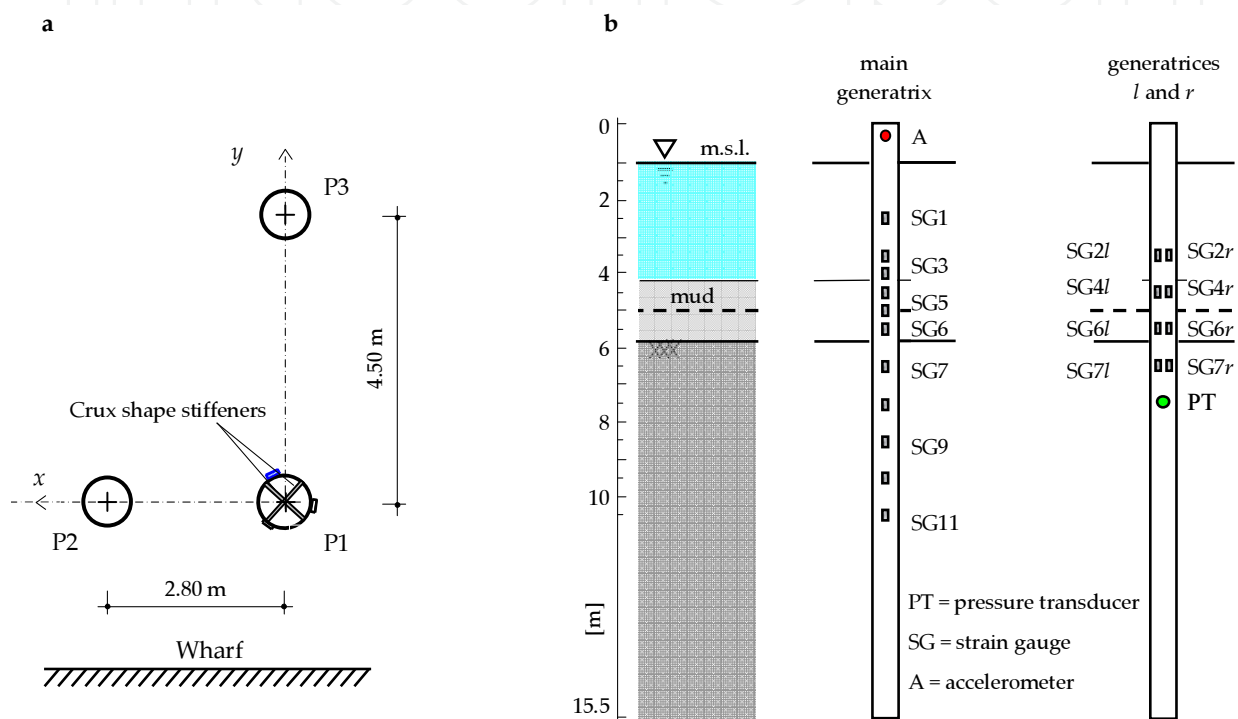 a
y
P3
4.50 m
Crux shape stiffeners
x
P2
P1
2.80 m
Wharf
b
main
generatrix
generatrices
l and r
0
m.s.l.
A
2
SG1
4
SG3
SG2l
SG2r
mud
SG5
SG4l
SG4r
SG6
SG6l
SG6r
6
SG7
SG7l
SG7r
PT
8
SG9
10
SG11
[m]
PT = pressure transducer
SG = strain gauge
A = accelerometer
15.5